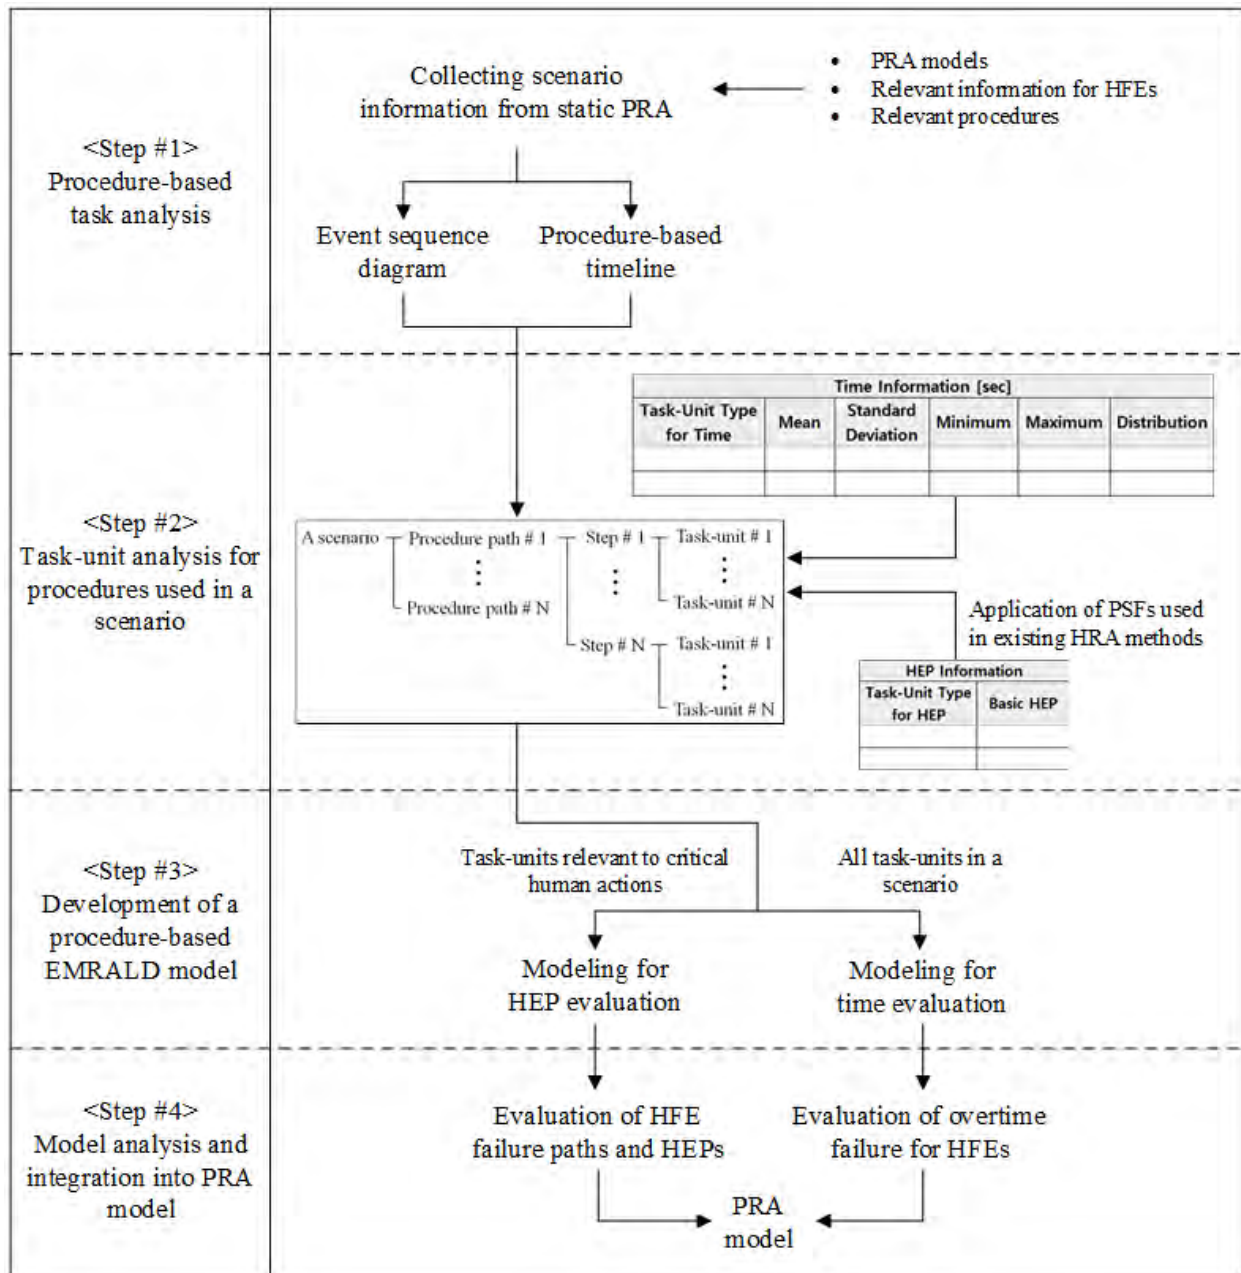 <Step #1>
Procedure-based
task analysis
Collecting scenario
information from static PRA
• PRA models
• Relevant information for HFEs
• Relevant procedures
Event sequence
diagram
Procedure-based
timeline
<Step #2>
Task-unit analysis for
procedures used in a
scenario
Time Information [sec]
Task-Unit Type
for Time
Mean
Standard
Deviation
Minimum
Maximum
Distribution
A scenario
Procedure path # 1
Step # 1
Task-unit # 1
Procedure path # N
Task-unit # N
Step # N
Task-unit # 1
Task-unit # N
Application of PSFs used
in existing HRA methods
HEP Information
Task-Unit Type
for HEP
Basic HEP
<Step #3>
Development of a
procedure-based
EMRALD model
Task-units relevant to critical
human actions
All task-units in a
scenario
Modeling for
HEP evaluation
Modeling for
time evaluation
<Step #4>
Model analysis and
integration into PRA
model
Evaluation of HFE
failure paths and HEPs
Evaluation of overtime
failure for HFEs
PRA
model